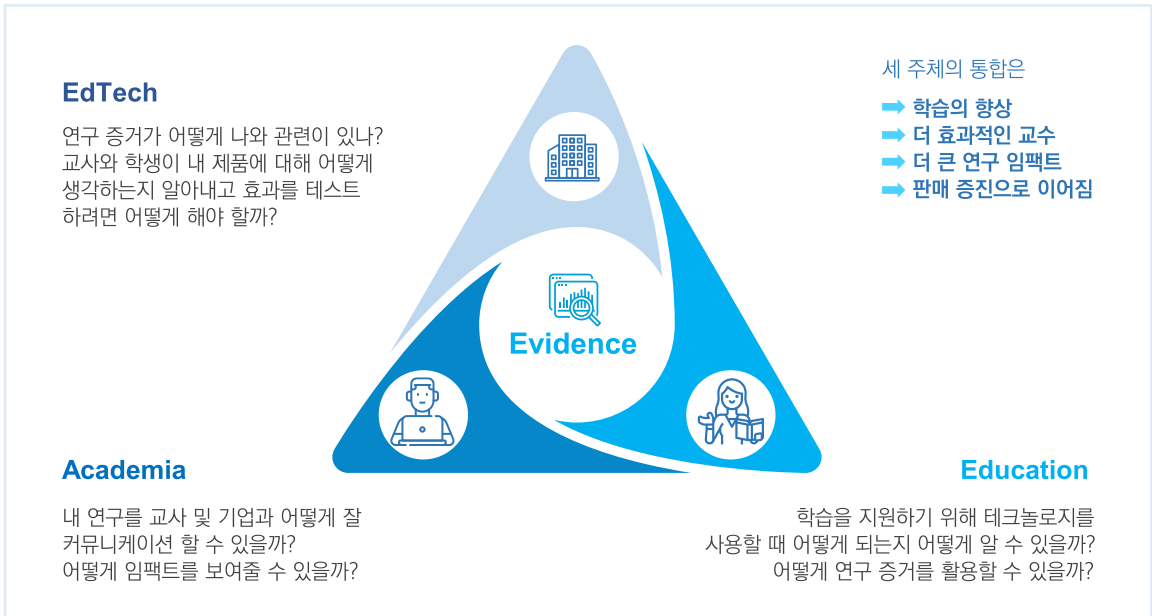 EdTech
연구 증거가 어떻게 나와 관련이 있나?
교사와 학생이 내 제품에 대해 어떻게
생각하는지 알아내고 효과를 테스트
하려면 어떻게 해야 할까?
세 주체의 통합은
학습의 향상
더 효과적인 교수
더 큰 연구 임팩트
판매 증진으로 이어짐
Evidence
Academia
내 연구를 교사 및 기업과 어떻게 잘
커뮤니케이션 할 수 있을까?
어떻게 임팩트를 보여줄 수 있을까?
Education
학습을 지원하기 위해 테크놀로지를
사용할 때 어떻게 되는지 어떻게 알 수 있을까?
어떻게 연구 증거를 활용할 수 있을까?